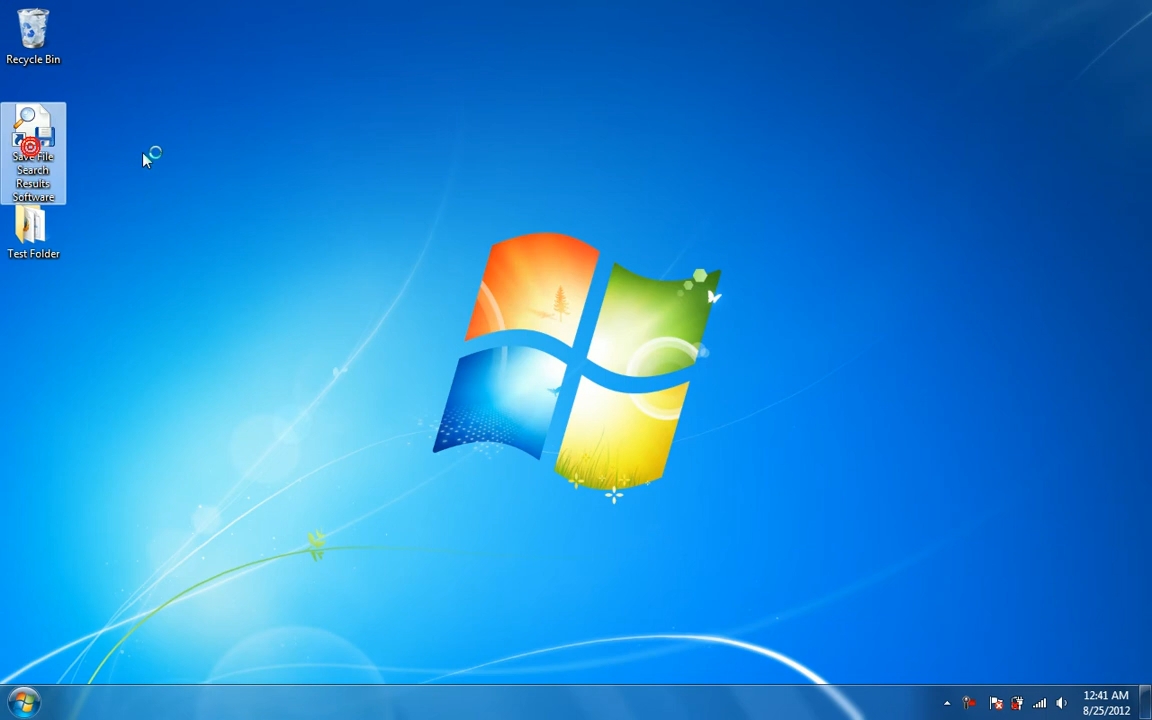 Recycle Bin
Save File
Search
Results
Software
Test Folder
12:41 AM
8/25/2012